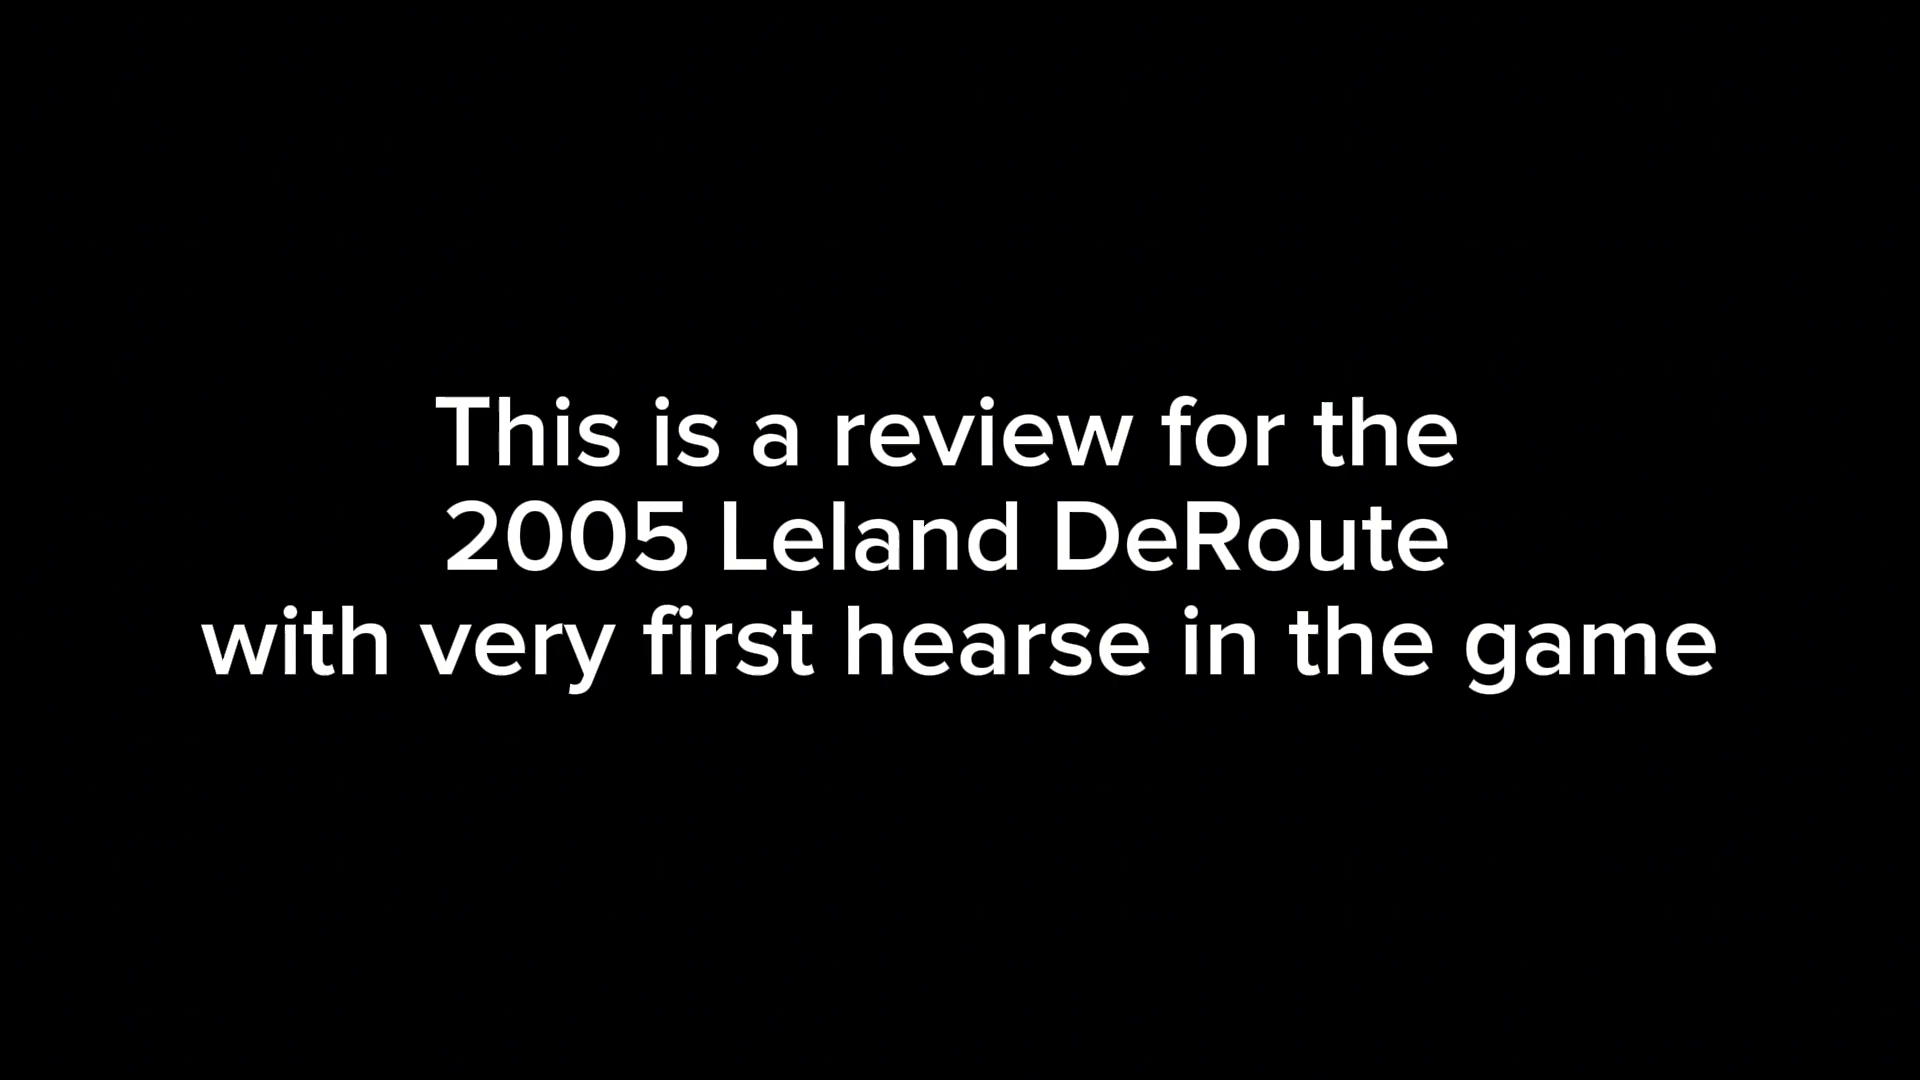 This is a review for the
2005 Leland DeRoute
with very first hearse in the game